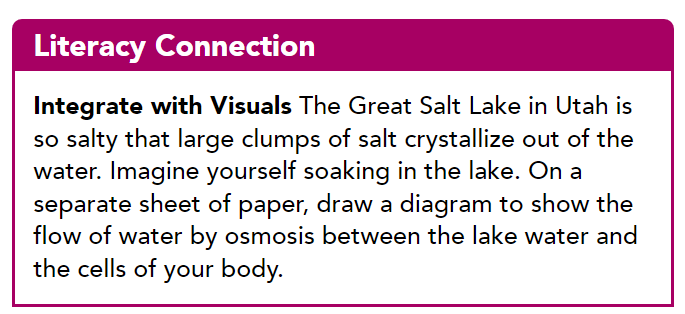 Literacy Connection
Integrate with Visuals The Great Salt Lake in Utah is
so salty that large clumps of salt crystallize out of the
water. Imagine yourself soaking in the lake. On a
separate sheet of paper, draw a diagram to show the
flow of water by osmosis between the lake water and
the cells of your body.